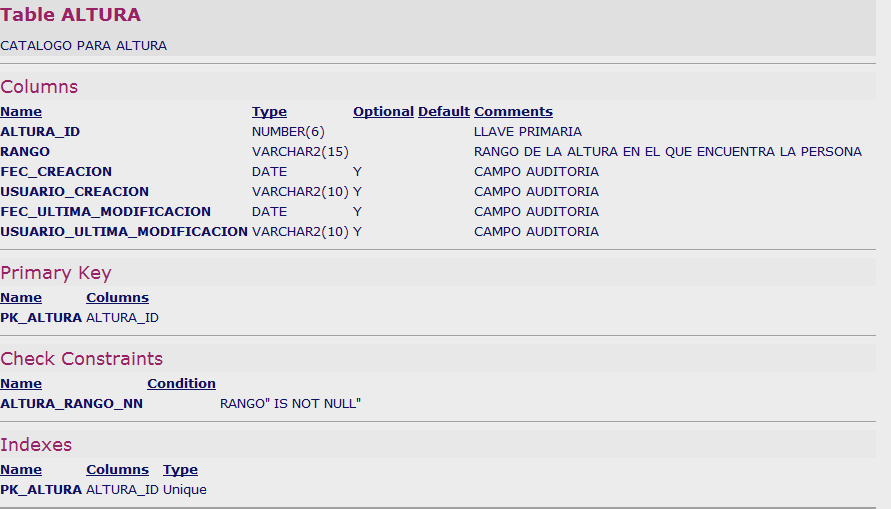 Table ALTURA
CATALOGO PARA ALTURA
Columns
Name Type Optional Default Comments
ALTURA_ID NUMBER(6) LLAVE PRIMARIA
RANGO VARCHAR2(15) RANGO DE LA ALTURA EN EL QUE ENCUENTRA LA PERSONA
FEC_CREACION DATE Y CAMPO AUDITORIA
USUARIO_CREACION VARCHAR2(10) Y CAMPO AUDITORIA
FEC_ULTIMA_MODIFICACION DATE Y CAMPO AUDITORIA
USUARIO_ULTIMA_MODIFICACION VARCHAR2(10) Y CAMPO AUDITORIA
Primary Key
Name Columns
PK_ALTURA ALTURA_ID
Check Constraints
Name Condition
ALTURA_RANGO_NN RANGO" IS NOT NULL"
Indexes
Name Columns Type
PK_ALTURA ALTURA_ID Unique